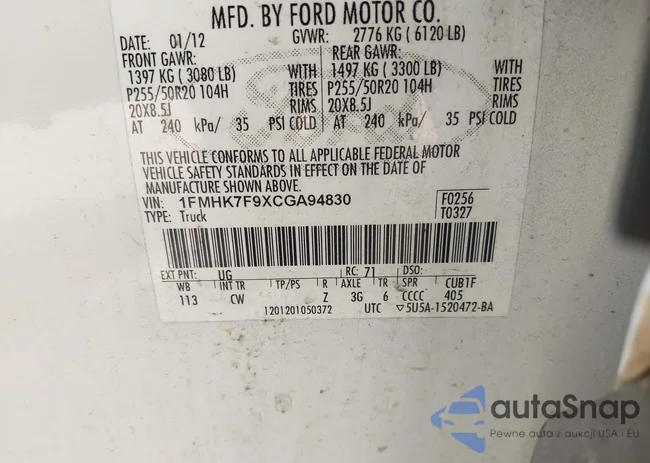 MFD. BY FORD MOTOR CO.
DATE: 01/12 GVWR: 2776 KG ( 6120 LB)
FRONT GAWR: REAR GAWR:
1397 KG ( 3080 LB) WITH 1497 KG ( 3300 LB) WITH
P255/50R20 104H TIRES P255/50R20 104H TIRES
20X8.5J RIMS 20X8.5J RIMS
AT 240 kPa/ 35 PSI COLD AT 240 kPa/ 35 PSI COLD
THIS VEHICLE CONFORMS TO ALL APPLICABLE FEDERAL MOTOR
VEHICLE SAFETY STANDARDS IN EFFECT ON THE DATE OF
MANUFACTURE SHOWN ABOVE.
VIN: 1FMHK7F9XCGA94830 F0256
TYPE: Truck T0327
EXT PNT: UG RC: 71 DSO:
WB INT TR TP/PS R AXLE TR SPR CUB1F
113 CW Z 3G 6 CCCC 405
1201201050372 UTC ▽5U5A-1520472-BA
autaSnap
Pewne auta z aukcji USA i EU